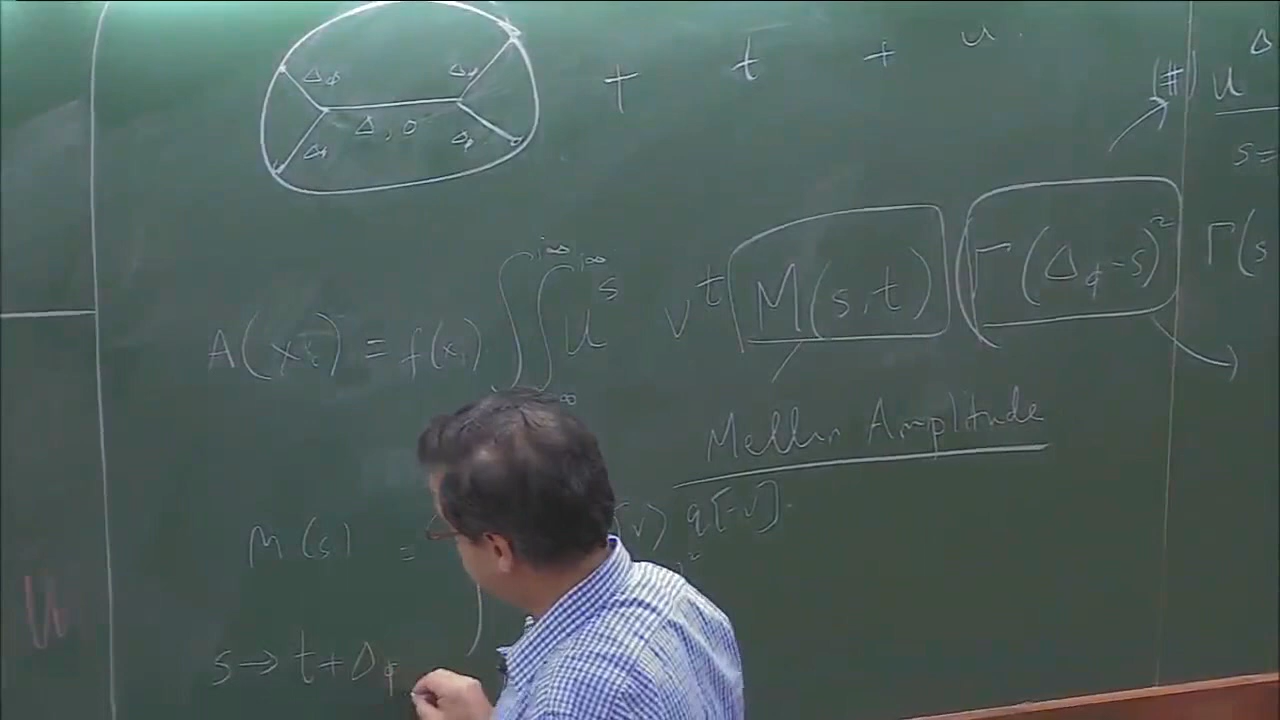 Δφ Δφ + t + u
Δ, 0
Δφ Δφ
(#) u^Δ
s=
A(xᵢ) = f(xᵢ) ∫∫ u^s v^t M(s,t) Γ(Δφ-s)² Γ(s
i∞ i∞
∞
Mellin Amplitude
M(s) = (v) q[-v].
s → t+Δφ
u